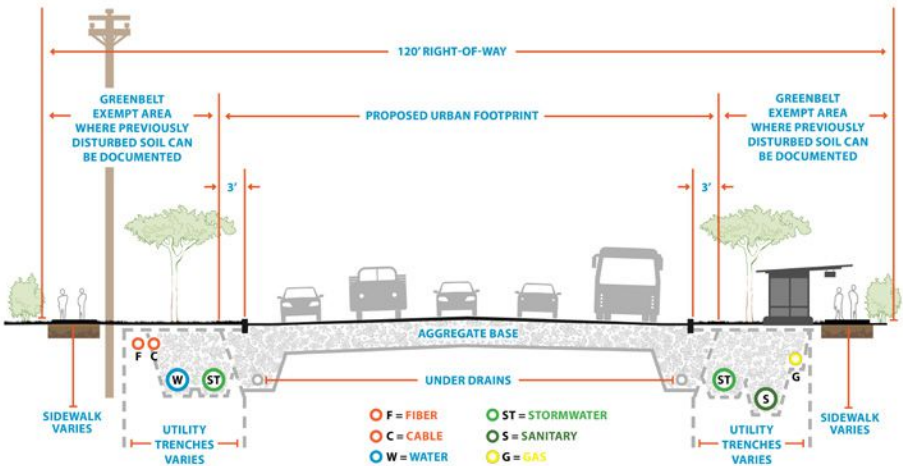 120' RIGHT-OF-WAY
GREENBELT
EXEMPT AREA
WHERE PREVIOUSLY
DISTURBED SOIL CAN
BE DOCUMENTED
PROPOSED URBAN FOOTPRINT
GREENBELT
EXEMPT AREA
WHERE PREVIOUSLY
DISTURBED SOIL CAN
BE DOCUMENTED
3'
3'
AGGREGATE BASE
F
C
W
ST
UNDER DRAINS
ST
S
G
SIDEWALK
VARIES
UTILITY
TRENCHES
VARIES
F = FIBER
C = CABLE
W = WATER
ST = STORMWATER
S = SANITARY
G = GAS
UTILITY
TRENCHES
VARIES
SIDEWALK
VARIES